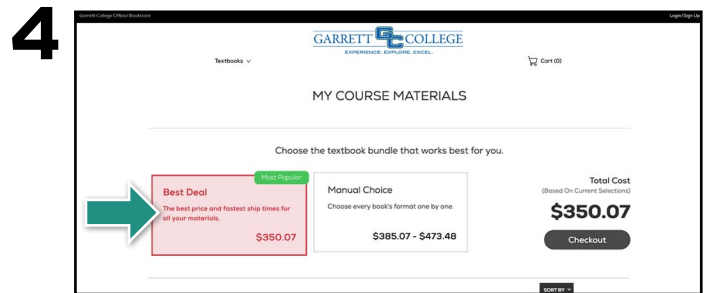 4
Garrett College Official Bookstore
Login/Sign Up
GARRETT GC COLLEGE
EXPERIENCE. EXPLORE. EXCEL.
Textbooks
Cart (0)
MY COURSE MATERIALS
Choose the textbook bundle that works best for you.
Most Popular
Best Deal
The best price and fastest ship times for
all your materials.
$350.07
Manual Choice
Choose every book's format one by one.
$385.07 - $473.48
Total Cost
(Based On Current Selections)
$350.07
Checkout
SORT BY